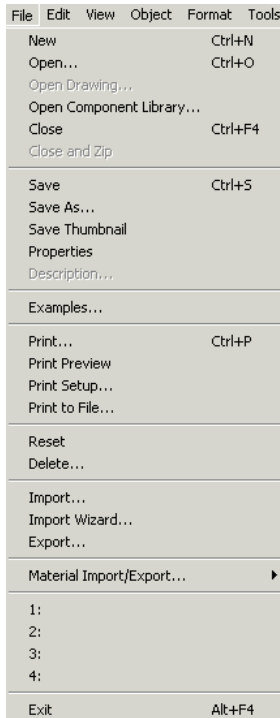 File Edit View Object Format Tools
New Ctrl+N
Open... Ctrl+O
Open Drawing...
Open Component Library...
Close Ctrl+F4
Close and Zip
Save Ctrl+S
Save As...
Save Thumbnail
Properties
Description...
Examples...
Print... Ctrl+P
Print Preview
Print Setup...
Print to File...
Reset
Delete...
Import...
Import Wizard...
Export...
Material Import/Export...
1:
2:
3:
4:
Exit Alt+F4